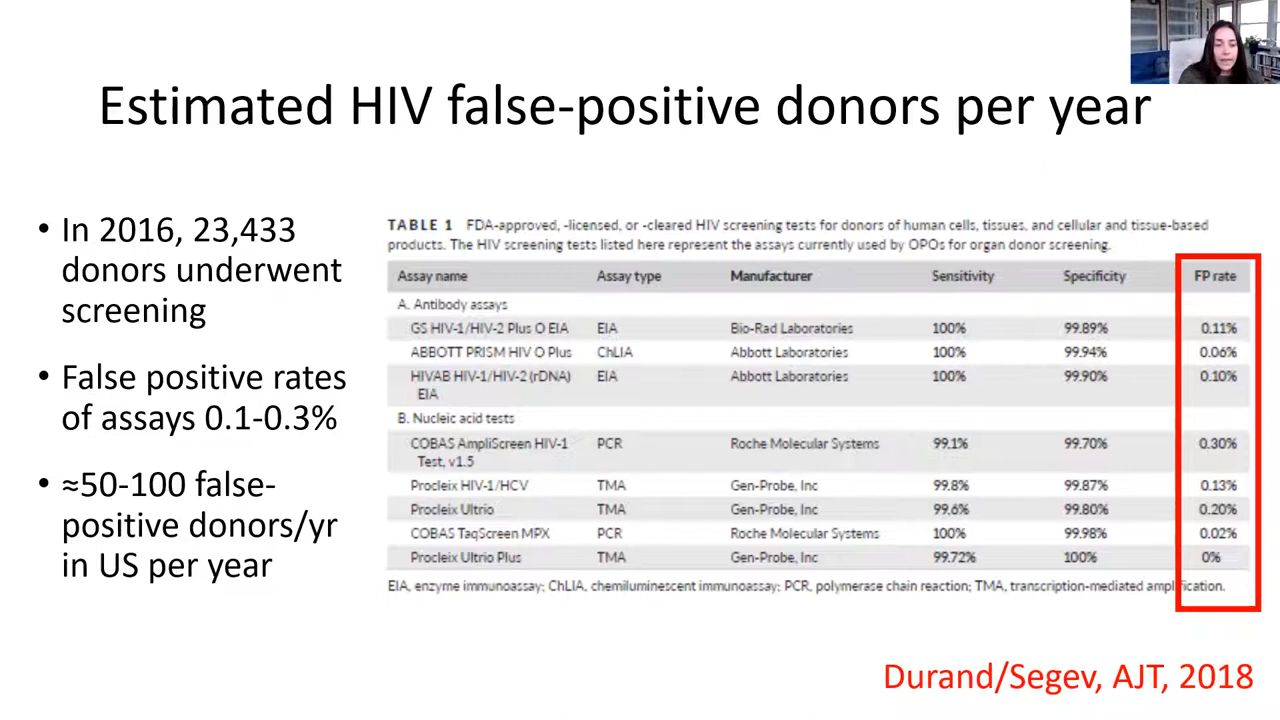 Estimated HIV false-positive donors per year
• In 2016, 23,433
donors underwent
screening
• False positive rates
of assays 0.1-0.3%
• ≈50-100 false-
positive donors/yr
in US per year
TABLE 1 FDA-approved, -licensed, or -cleared HIV screening tests for donors of human cells, tissues, and cellular and tissue-based
products. The HIV screening tests listed here represent the assays currently used by OPOs for organ donor screening.
Assay name Assay type Manufacturer Sensitivity Specificity FP rate
A. Antibody assays
GS HIV-1/HIV-2 Plus O EIA EIA Bio-Rad Laboratories 100% 99.89% 0.11%
ABBOTT PRISM HIV O Plus ChLIA Abbott Laboratories 100% 99.94% 0.06%
HIVAB HIV-1/HIV-2 (rDNA) EIA Abbott Laboratories 100% 99.90% 0.10%
EIA
B. Nucleic acid tests
COBAS AmpliScreen HIV-1 PCR Roche Molecular Systems 99.1% 99.70% 0.30%
Test, v1.5
Procleix HIV-1/HCV TMA Gen-Probe, Inc 99.8% 99.87% 0.13%
Procleix Ultrio TMA Gen-Probe, Inc 99.6% 99.80% 0.20%
COBAS TaqScreen MPX PCR Roche Molecular Systems 100% 99.98% 0.02%
Procleix Ultrio Plus TMA Gen-Probe, Inc 99.72% 100% 0%
EIA, enzyme immunoassay; ChLIA, chemiluminescent immunoassay; PCR, polymerase chain reaction; TMA, transcription-mediated amplification.
Durand/Segev, AJT, 2018